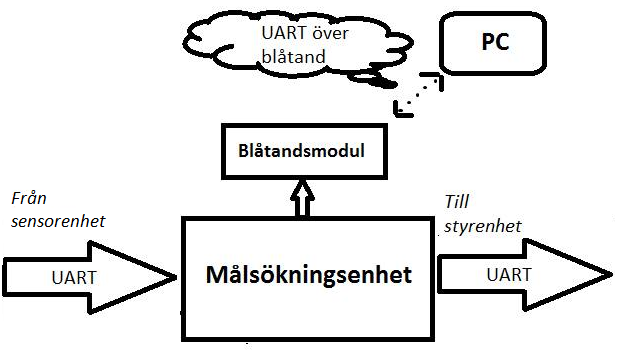 UART över
blåtand
PC
Blåtandsmodul
Från
sensorenhet
Till
styrenhet
UART
Målsökningsenhet
UART